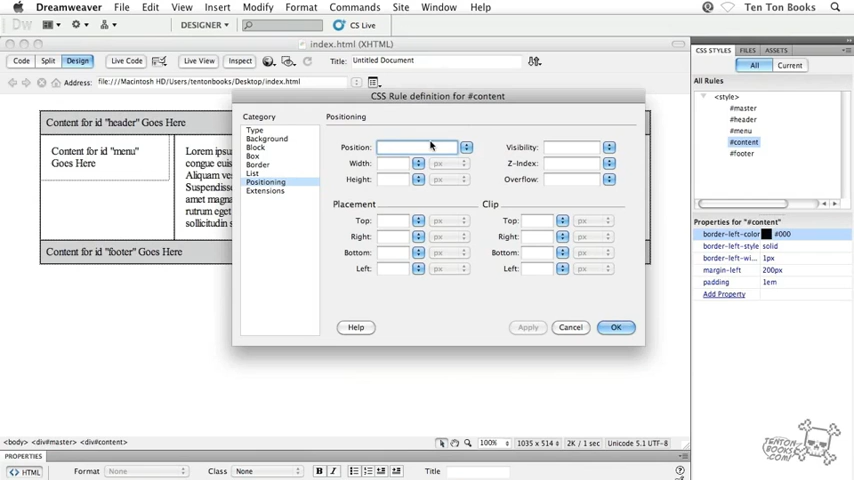 Dreamweaver File Edit View Insert Modify Format Commands Site Window Help Ten Ton Books
Dw DESIGNER CS Live
index.html (XHTML)
Code Split Design Live Code Live View Inspect Title: Untitled Document
Address: file:///Macintosh HD/Users/tentonbooks/Desktop/index.html
CSS STYLES FILES ASSETS
All Current
All Rules
<style>
#master
#header
#menu
#content
#footer
Properties for "#content"
border-left-color #000
border-left-style solid
border-left-wi... 1px
margin-left 200px
padding 1em
Add Property
Content for id "header" Goes Here
Content for id "menu"
Goes Here
Lorem ipsu
congue euis
Aliquam ve
Suspendisse
amet magna
rutrum eget
sollicitudin s
Content for id "footer" Goes Here
CSS Rule definition for #content
Category
Type
Background
Block
Box
Border
List
Positioning
Extensions
Positioning
Position: Visibility:
Width: px Z-Index:
Height: px Overflow:
Placement Clip
Top: px Top: px
Right: px Right: px
Bottom: px Bottom: px
Left: px Left: px
Help Apply Cancel OK
<body> <div#master> <div#content> 100% 1035 x 514 2K / 1 sec Unicode 5.1 UTF-8
PROPERTIES
<> HTML Format None Class None B I Title
TENTON
BOOKS
.COM